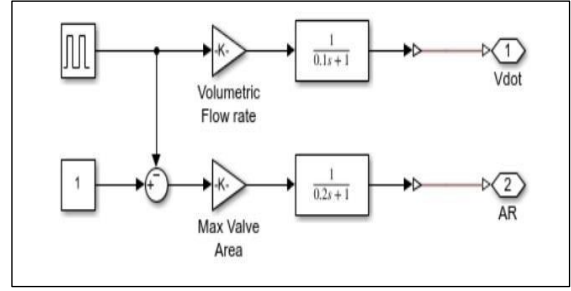 -K-
1
0.1s + 1
1
Vdot
Volumetric
Flow rate
1
+
−
-K-
1
0.2s + 1
2
AR
Max Valve
Area